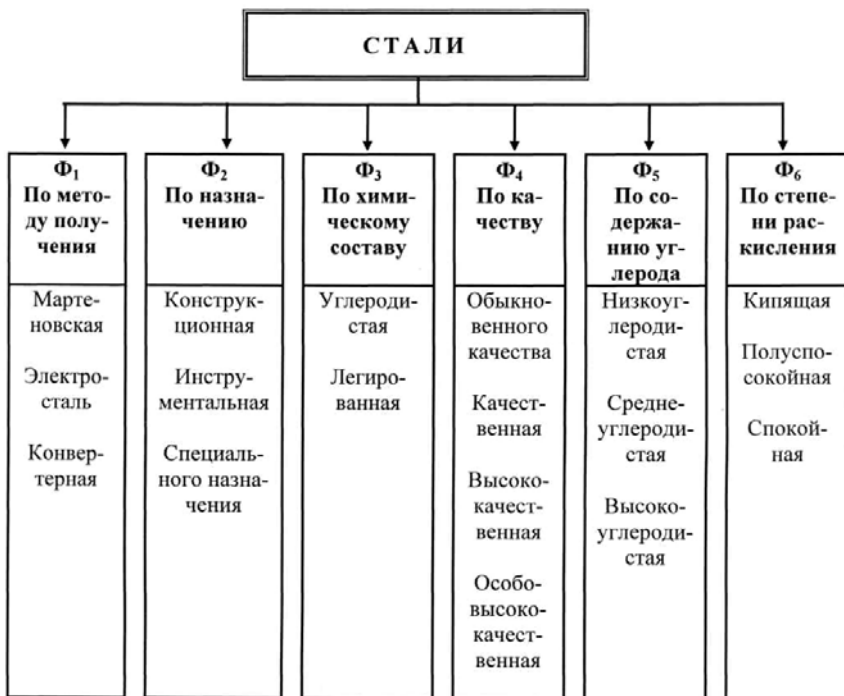 СТАЛИ
Ф1
По мето-
ду полу-
чения
Мартe-
новская
Электро-
сталь
Конвер-
терная
Ф2
По назна-
чению
Конструк-
ционная
Инстру-
ментальная
Специаль-
ного назна-
чения
Ф3
По хими-
ческому
составу
Углероди-
стая
Легиро-
ванная
Ф4
По ка-
честву
Обыкно-
венного
качества
Качест-
венная
Высоко-
качест-
венная
Особо-
высоко-
качест-
венная
Ф5
По со-
держа-
нию уг-
лерода
Низкоуг-
лероди-
стая
Средне-
углероди-
стая
Высоко-
углероди-
стая
Ф6
По степе-
ни рас-
кисления
Кипящая
Полуспо-
сокойная
Спокой-
ная